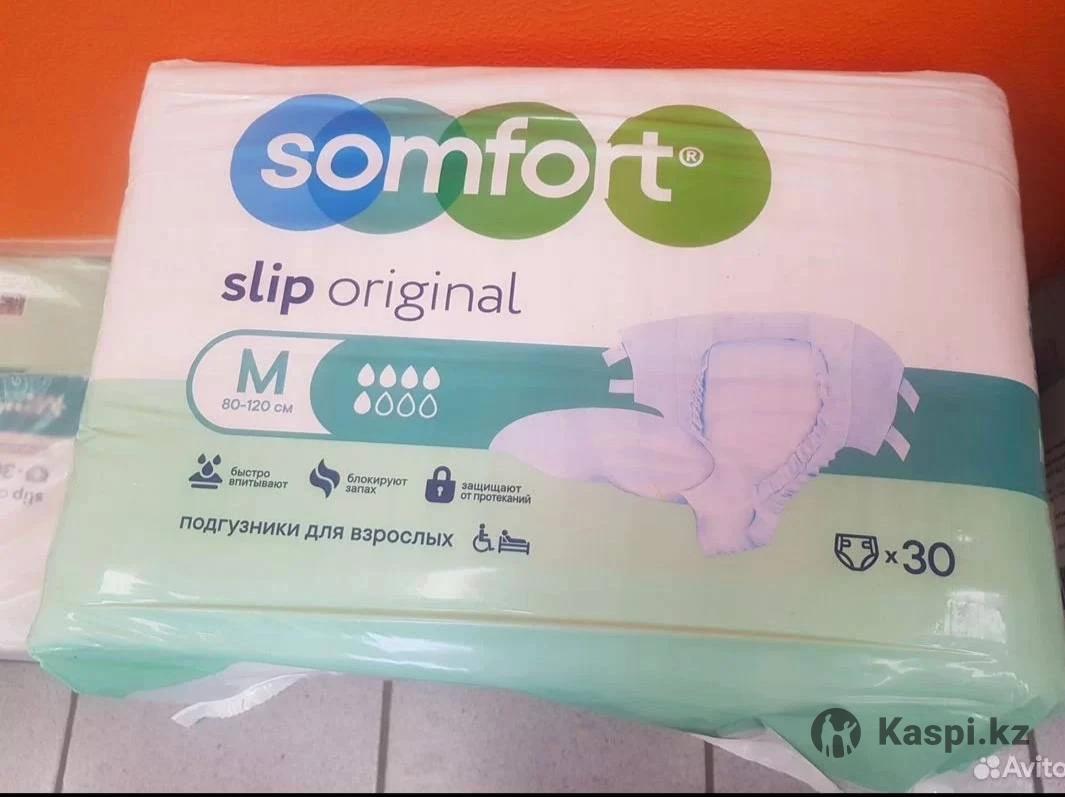 somfort®
slip original
M
80-120 см
быстро
впитывают
блокируют
запах
защищают
от протеканий
подгузники для взрослых
x30
Kaspi.kz
Avito